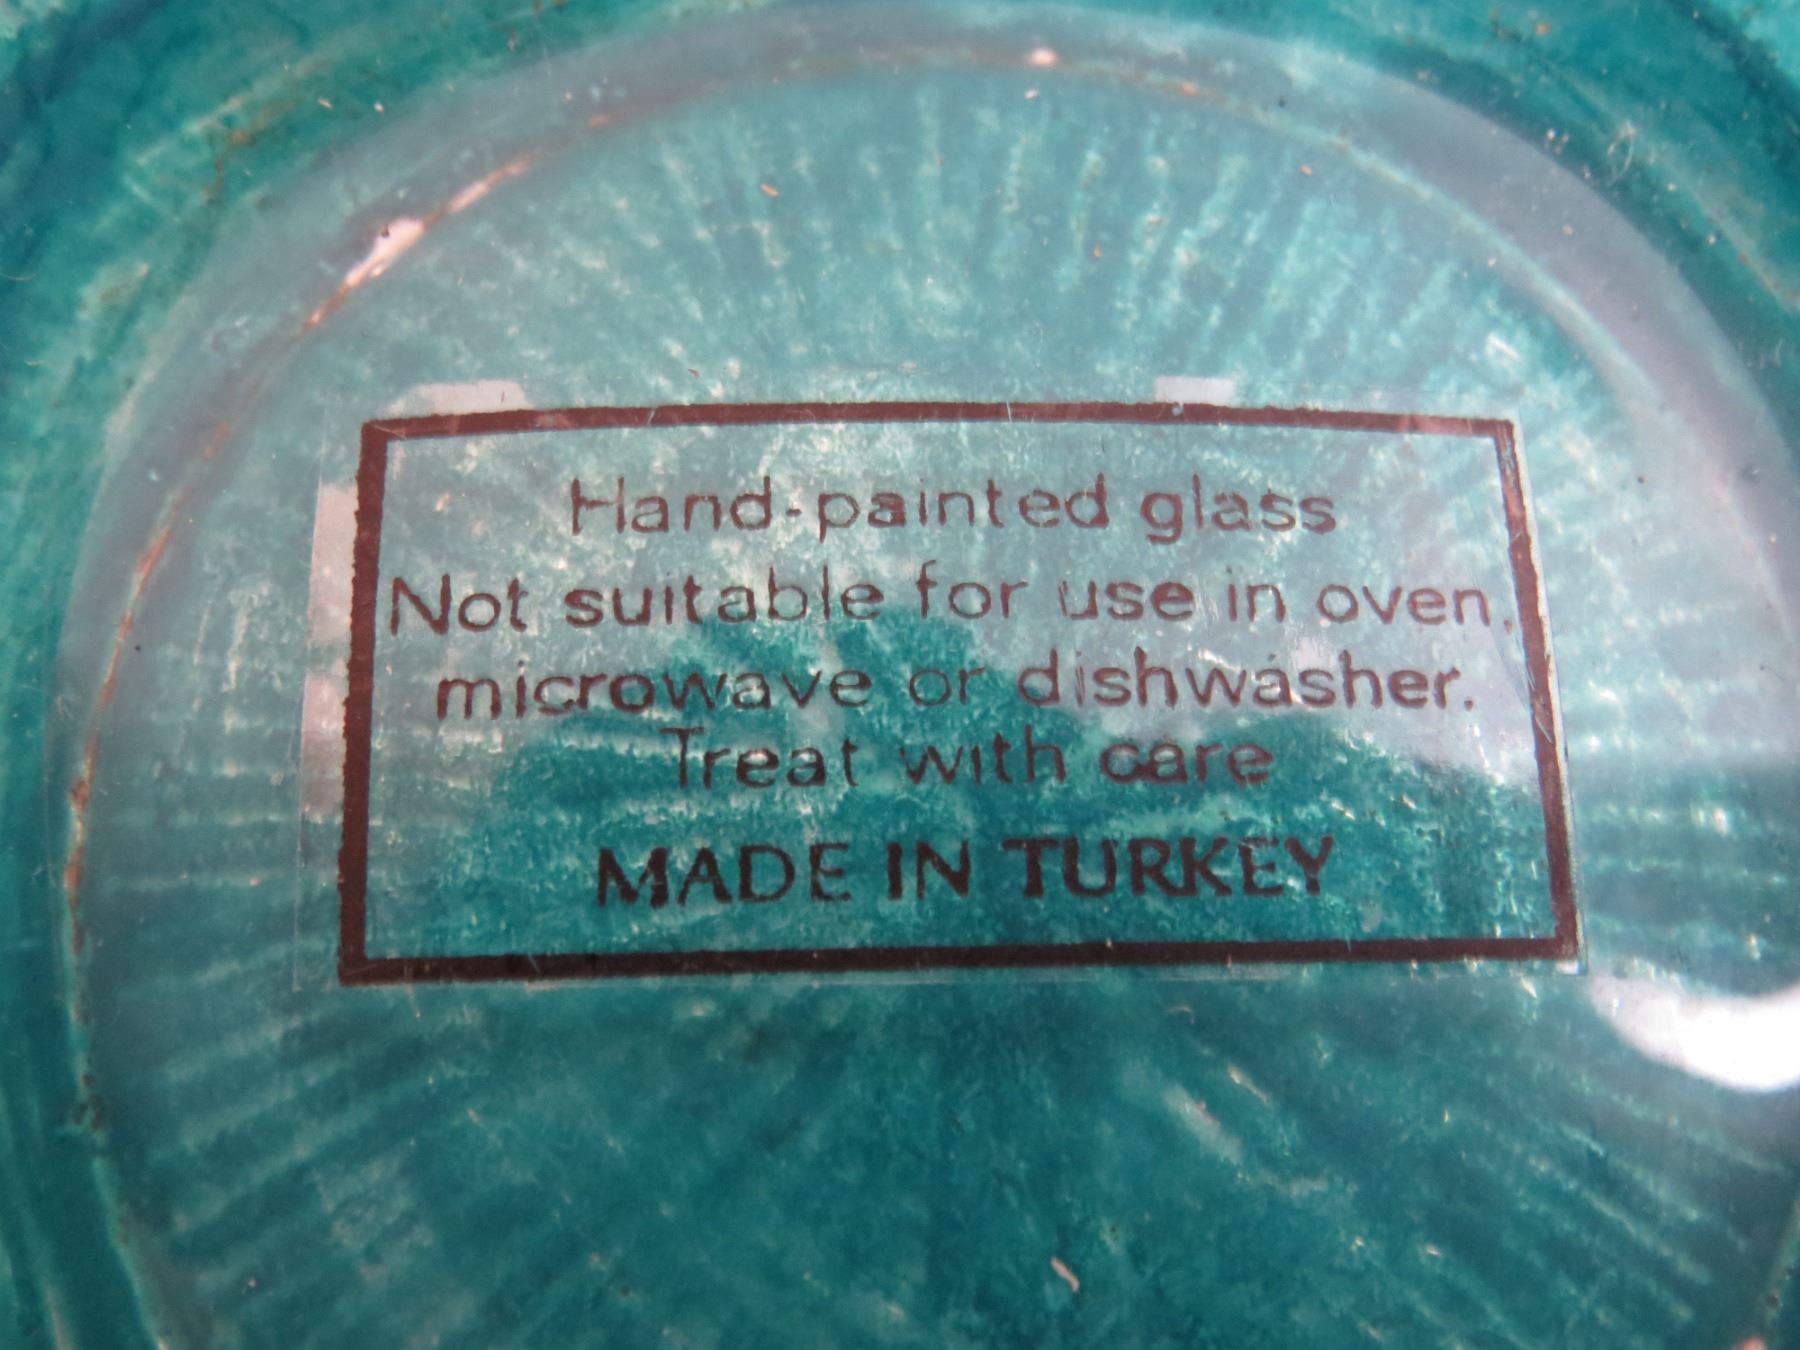 Hand-painted glass
Not suitable for use in oven,
microwave or dishwasher.
Treat with care
MADE IN TURKEY